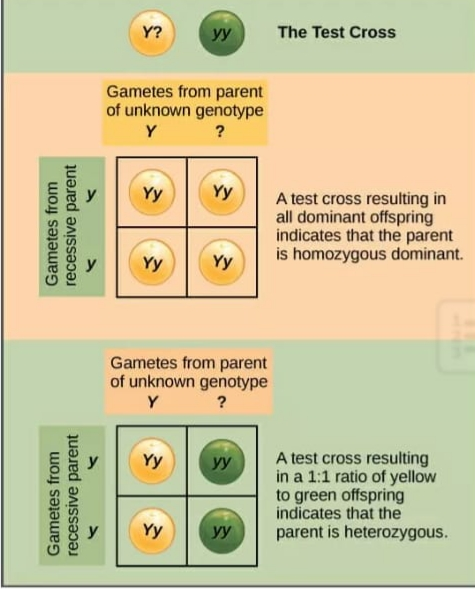 Y? yy The Test Cross
Gametes from parent
of unknown genotype
Y ?
Gametes from
recessive parent
y Yy Yy
y Yy Yy
A test cross resulting in
all dominant offspring
indicates that the parent
is homozygous dominant.
Gametes from parent
of unknown genotype
Y ?
Gametes from
recessive parent
y Yy yy
y Yy yy
A test cross resulting
in a 1:1 ratio of yellow
to green offspring
indicates that the
parent is heterozygous.